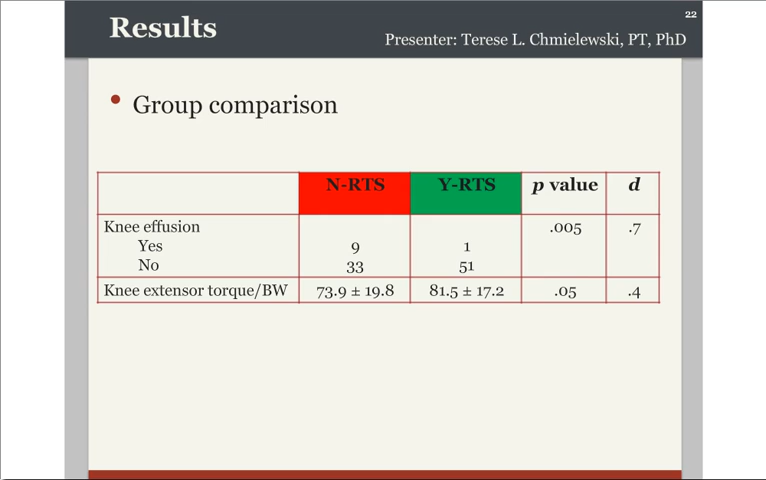 22
Results
Presenter: Terese L. Chmielewski, PT, PhD
• Group comparison
N-RTS Y-RTS p value d
Knee effusion .005 .7
Yes 9 1
No 33 51
Knee extensor torque/BW 73.9 ± 19.8 81.5 ± 17.2 .05 .4